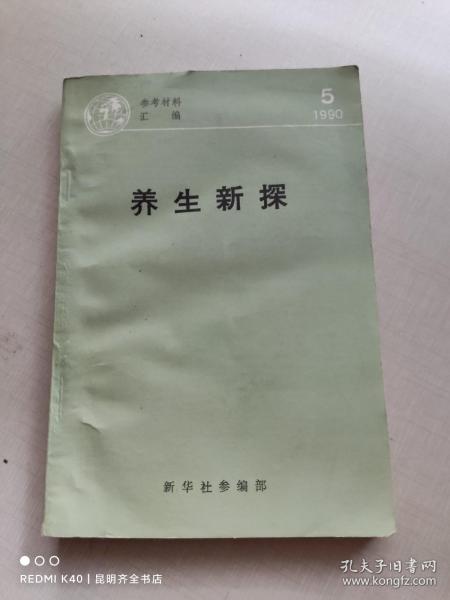 参考材料
汇 编
5
1990
养生新探
新华社参编部
REDMI K40 | 昆明齐全书店
孔夫子旧书网
www.kongfz.com